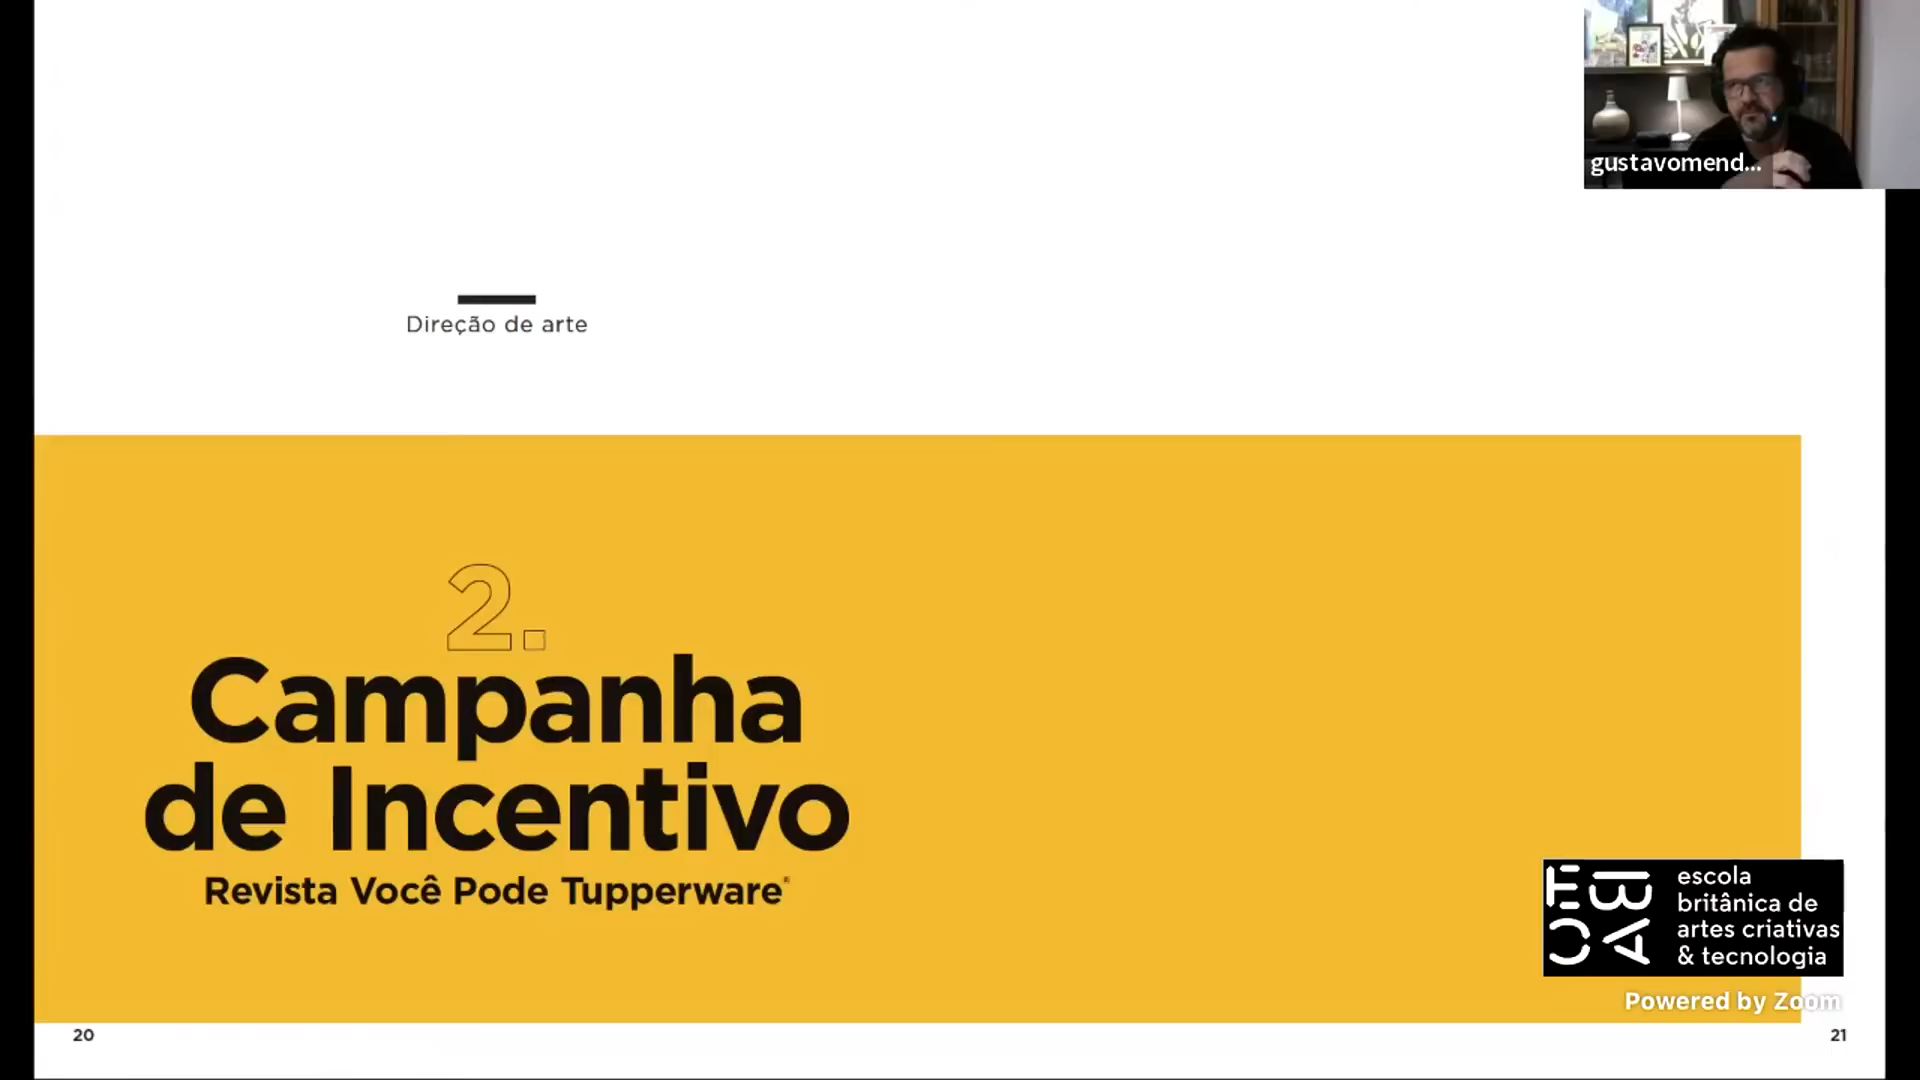 gustavomend...
Direção de arte
2.
Campanha
de Incentivo
Revista Você Pode Tupperware®
EBAC
escola
britânica de
artes criativas
& tecnologia
Powered by Zoom
20
21